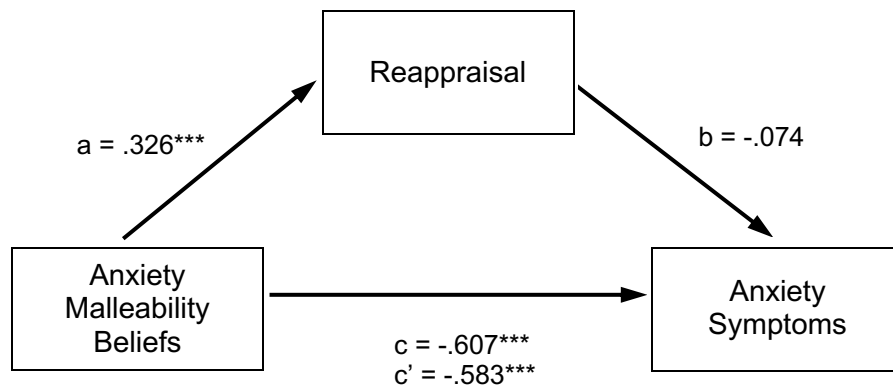 Reappraisal
a = .326***
b = -.074
Anxiety
Malleability
Beliefs
Anxiety
Symptoms
c = -.607***
c’ = -.583***